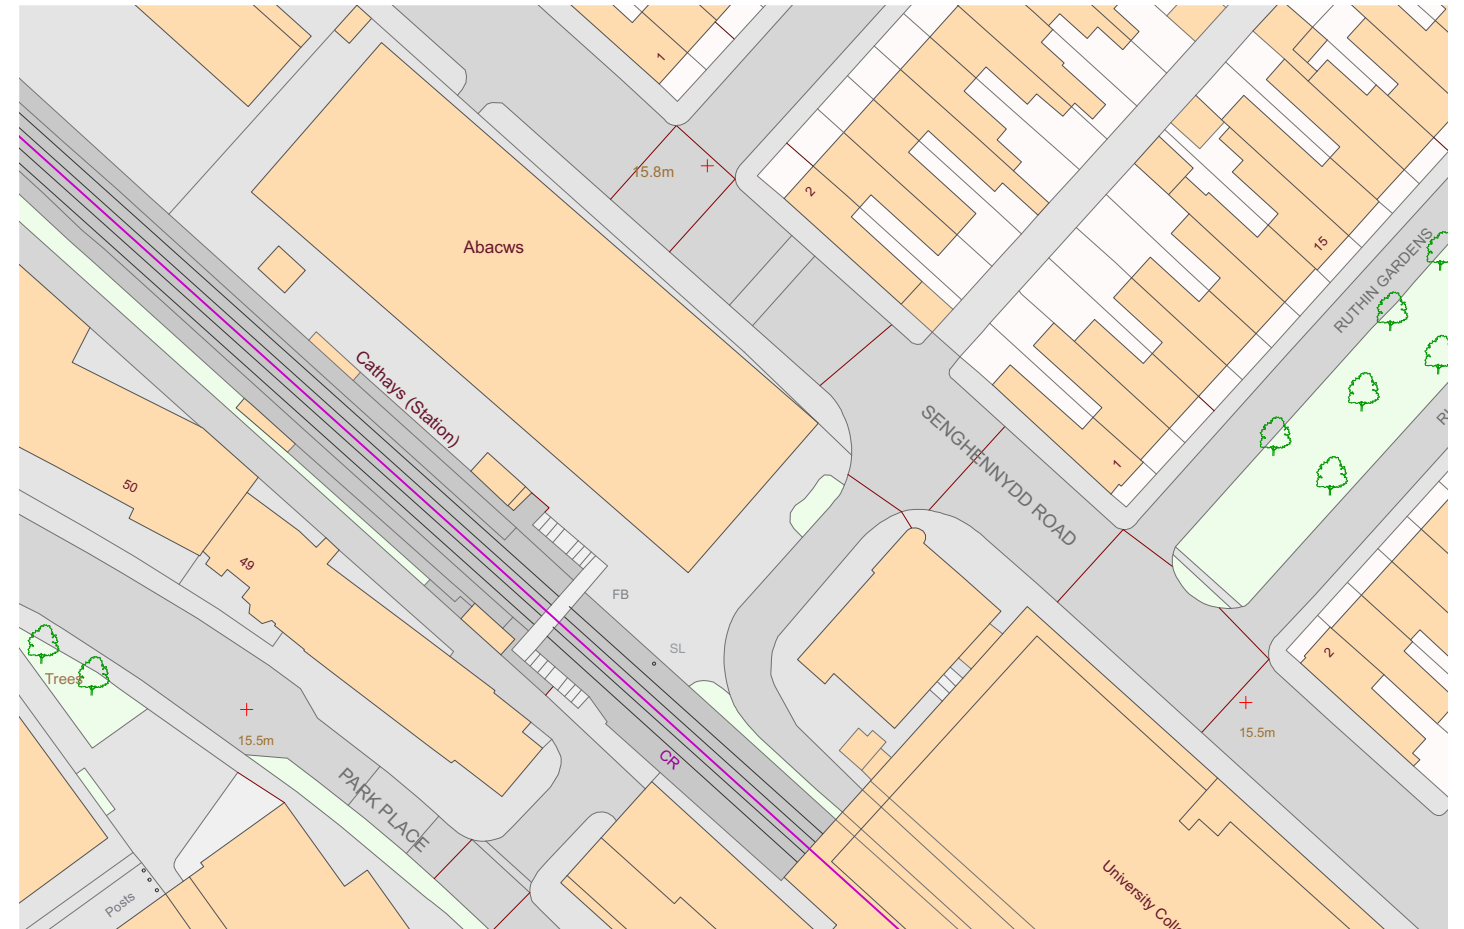 1
15.8m
2
Abacws
15
RUTHIN GARDENS
Cathays (Station)
SENGHENNYDD ROAD
1
50
49
FB
SL
2
Trees
15.5m
15.5m
CR
PARK PLACE
University Coll
Posts